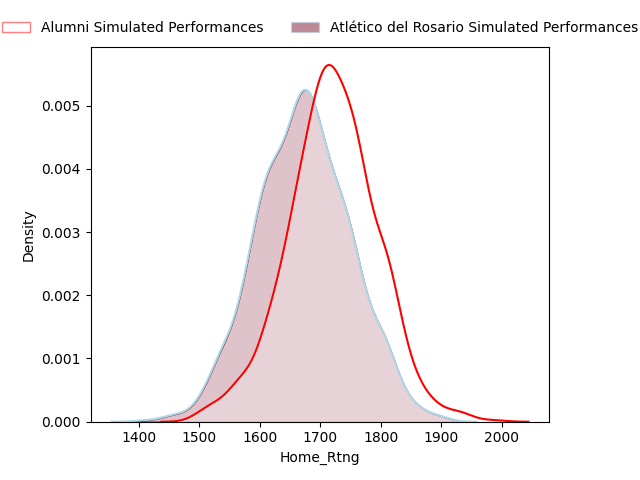 Alumni Simulated Performances
Atlético del Rosario Simulated Performances
0.005
0.004
0.003
0.002
0.001
0.000
Density
1400 1500 1600 1700 1800 1900 2000
Home_Rtng